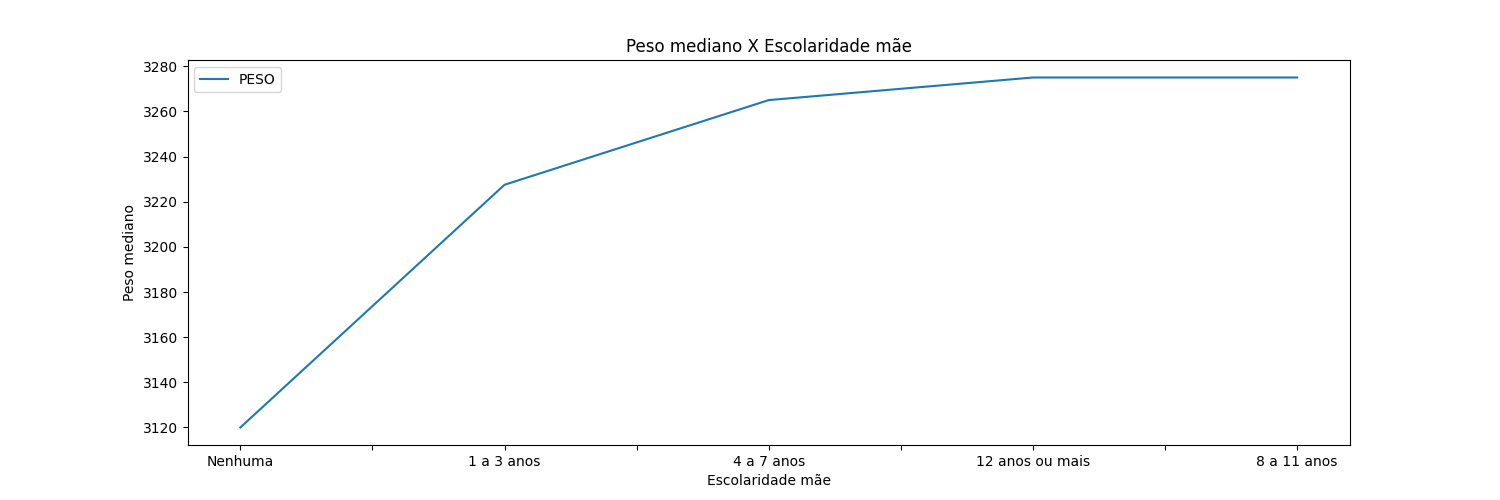 Peso mediano X Escolaridade mãe
PESO
3280
3260
3240
3220
3200
3180
3160
3140
3120
Peso mediano
Nenhuma
1 a 3 anos
4 a 7 anos
12 anos ou mais
8 a 11 anos
Escolaridade mãe